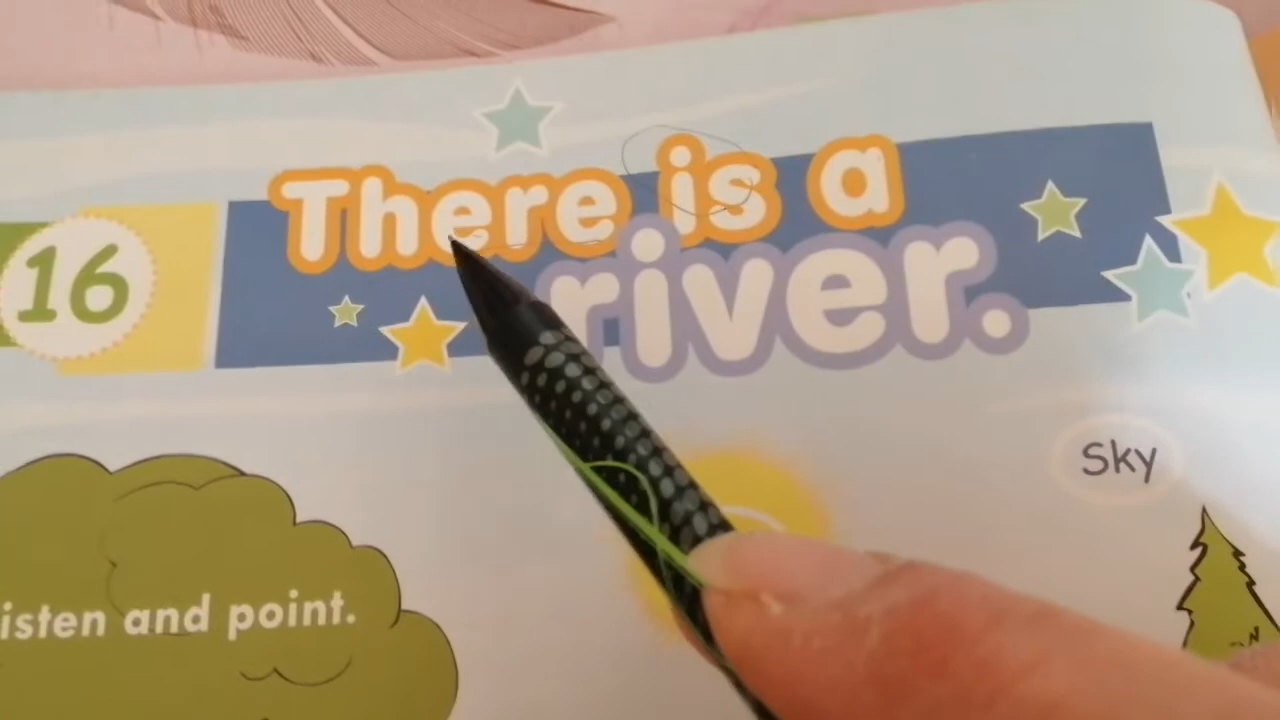 16
There is a
river.
Sky
isten and point.